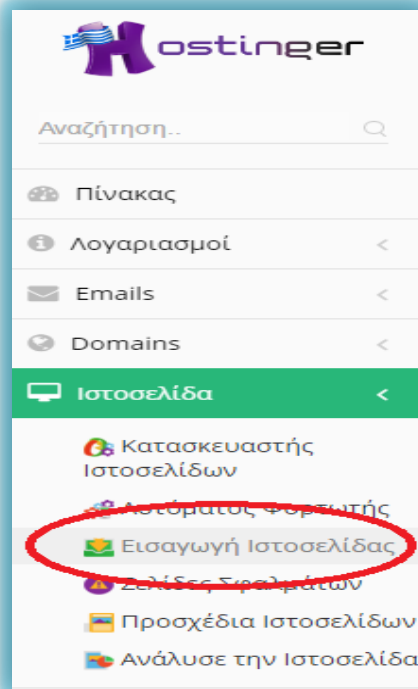 Hostinger
Αναζήτηση..
Πίνακας
Λογαριασμοί
Emails
Domains
Ιστοσελίδα
Κατασκευαστής
Ιστοσελίδων
Αυτόματος Φορτωτής
Εισαγωγή Ιστοσελίδας
Σελίδες Σφαλμάτων
Προσχέδια Ιστοσελίδων
Ανάλυσε την Ιστοσελίδα